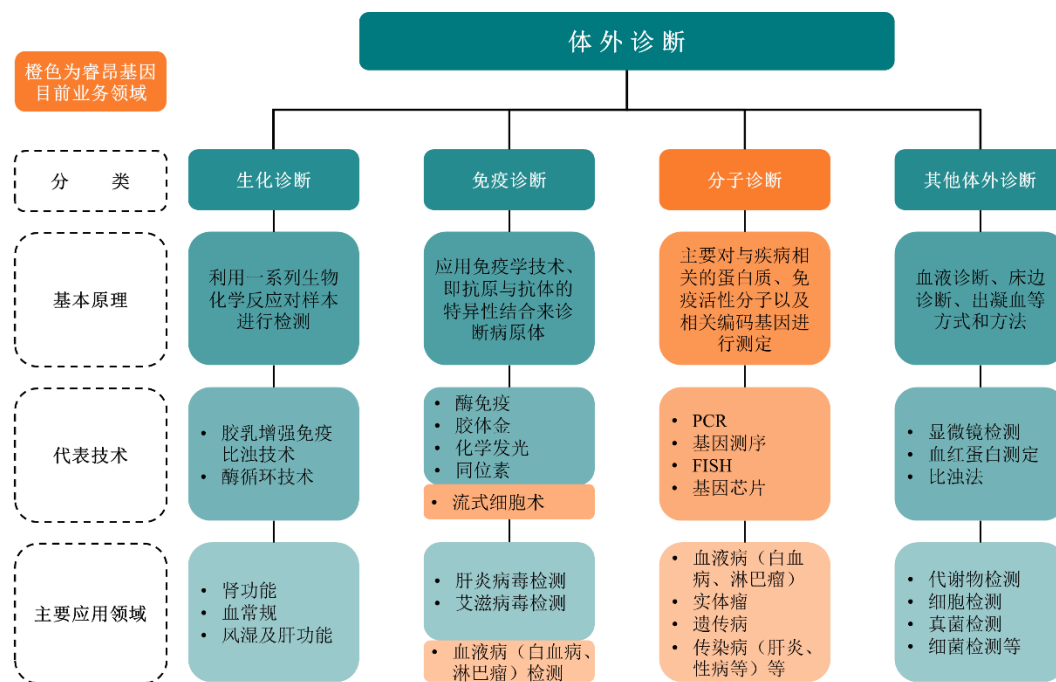 体外诊断
橙色为睿昂基因
目前业务领域
分 类
生化诊断
免疫诊断
分子诊断
其他体外诊断
基本原理
利用一系列生物
化学反应对样本
进行检测
应用免疫学技术、
即抗原与抗体的
特异性结合来诊
断病原体
主要对与疾病相
关的蛋白质、免
疫活性分子以及
相关编码基因进
行测定
血液诊断、床边
诊断、出凝血等
方式和方法
代表技术
• 胶乳增强免疫
比浊技术
• 酶循环技术
• 酶免疫
• 胶体金
• 化学发光
• 同位素
• 流式细胞术
• PCR
• 基因测序
• FISH
• 基因芯片
• 显微镜检测
• 血红蛋白测定
• 比浊法
主要应用领域
• 肾功能
• 血常规
• 风湿及肝功能
• 肝炎病毒检测
• 艾滋病毒检测
• 血液病（白血病、
淋巴瘤）检测
• 血液病（白血
病、淋巴瘤）
• 实体瘤
• 遗传病
• 传染病（肝炎、
性病等）等
• 代谢物检测
• 细胞检测
• 真菌检测
• 细菌检测等